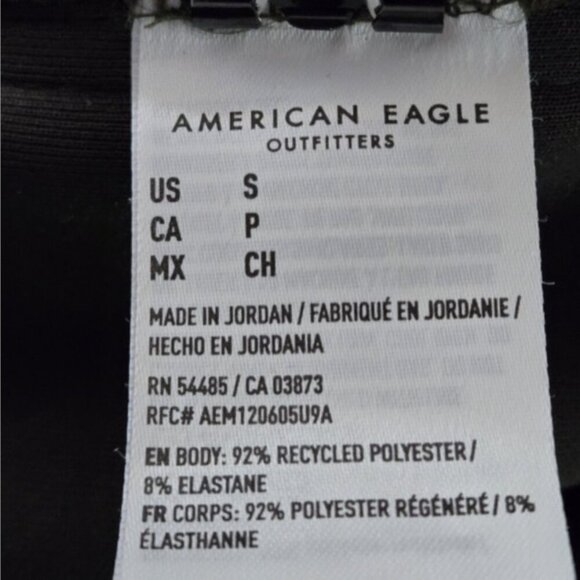 AMERICAN EAGLE
OUTFITTERS
US S
CA P
MX CH
MADE IN JORDAN / FABRIQUÉ EN JORDANIE /
HECHO EN JORDANIA
RN 54485 / CA 03873
RFC# AEM120605U9A
EN BODY: 92% RECYCLED POLYESTER /
8% ELASTANE
FR CORPS: 92% POLYESTER RÉGÉNÉRÉ / 8%
ÉLASTHANNE